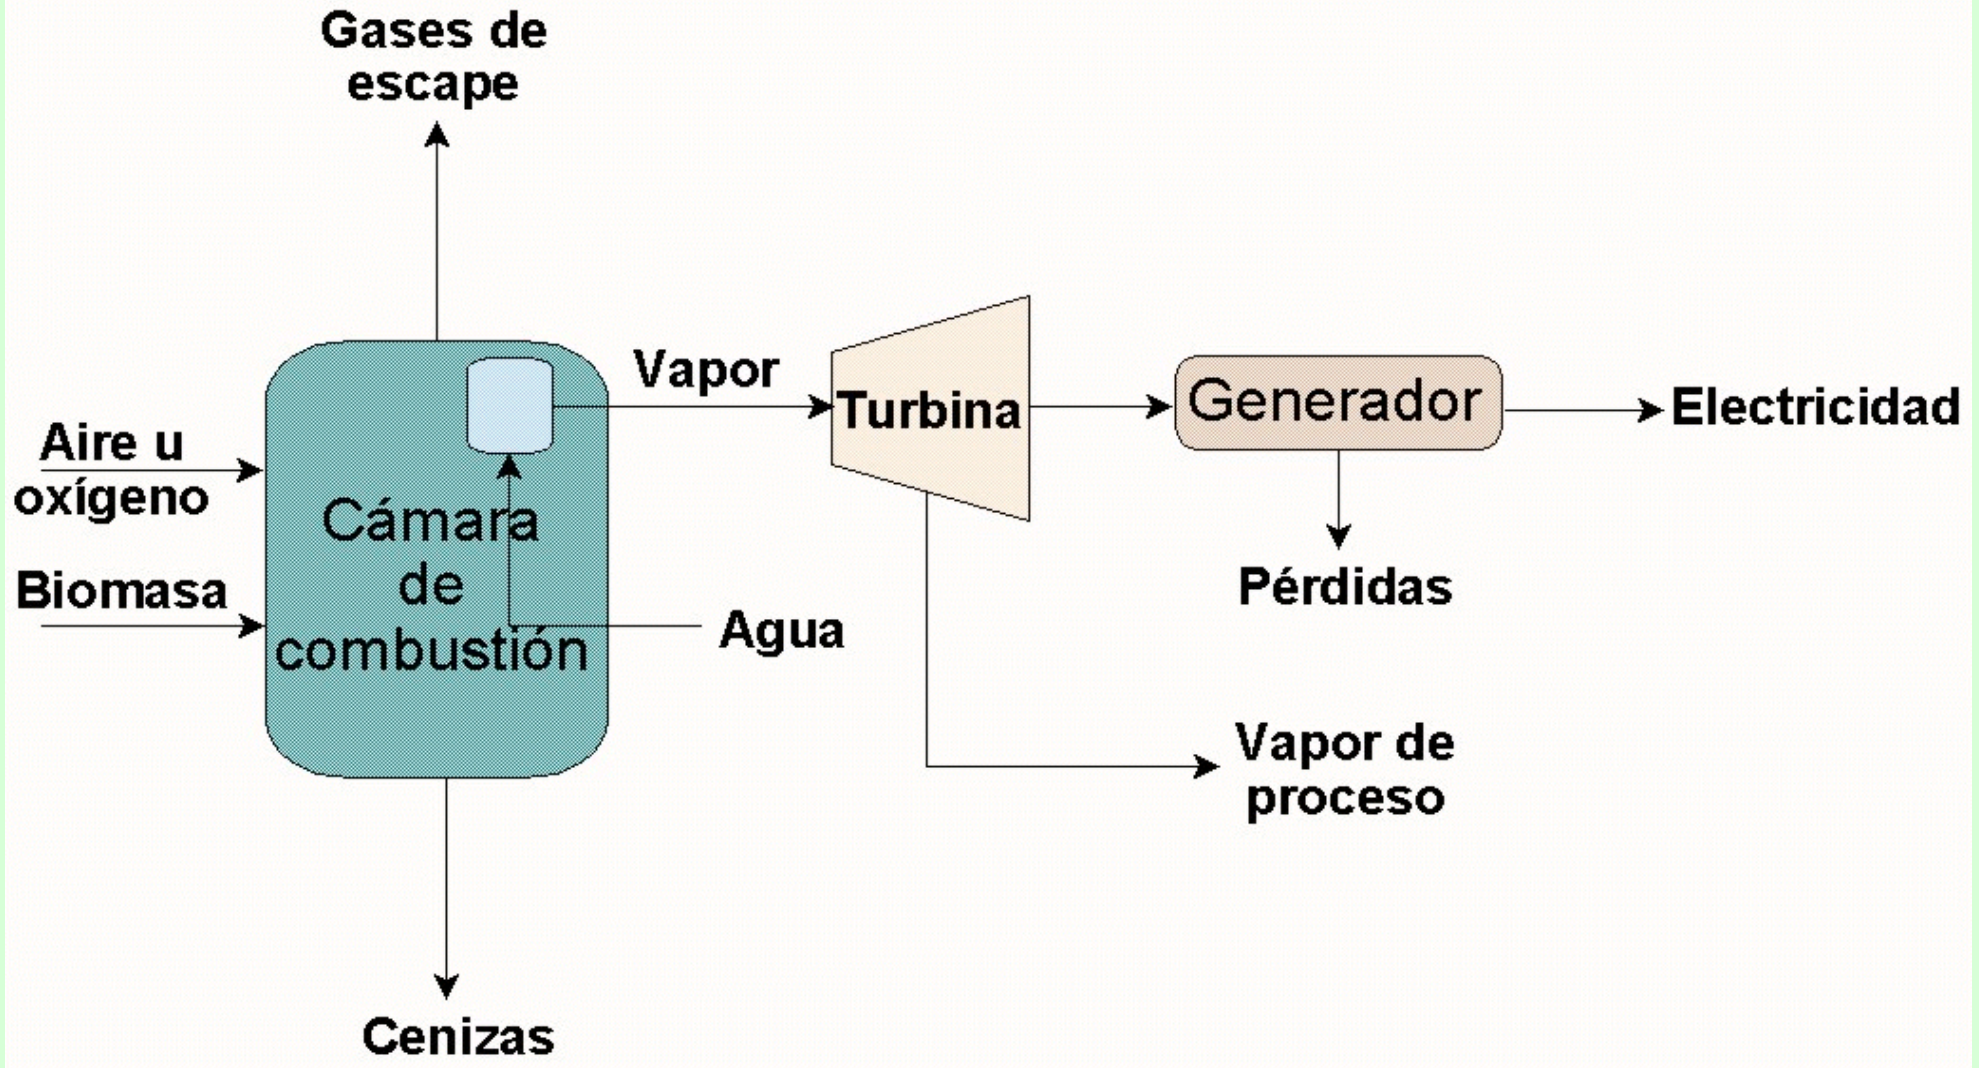 Gases de
escape
Vapor
Turbina
Generador
Electricidad
Aire u
oxígeno
Cámara
de
combustión
Biomasa
Agua
Pérdidas
Vapor de
proceso
Cenizas